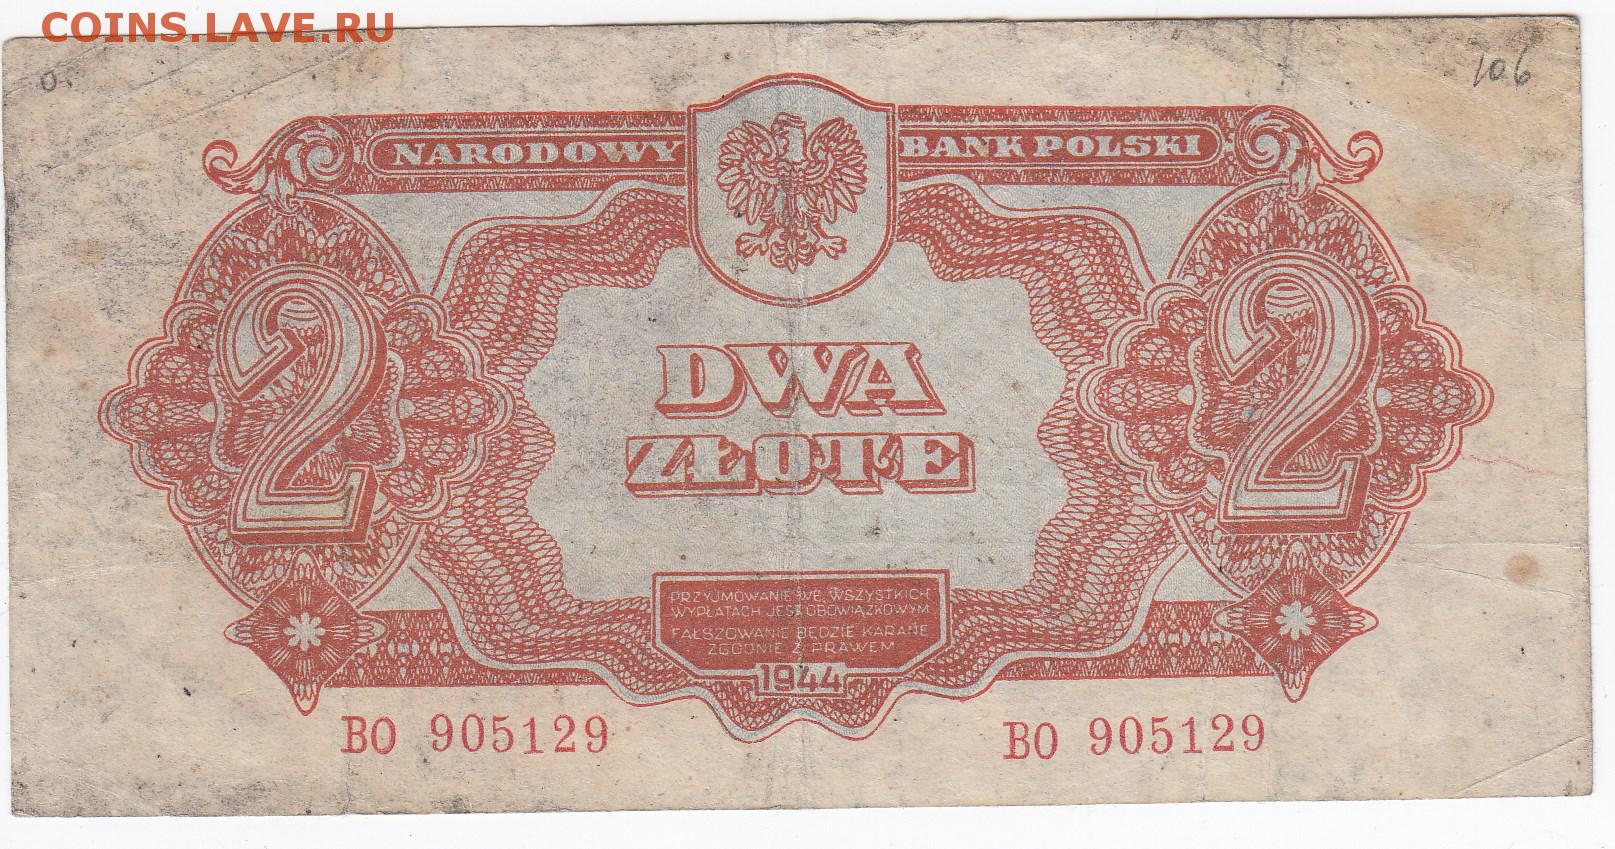 COINS.LAVE.RU
o.
106
NARODOWY BANK POLSKI
2 2
DWA
ZŁOTE
PRZYJMOWANIE WE WSZYSTKICH
WYPŁATACH JEST OBOWIĄZKOWYM
FAŁSZOWANIE BĘDZIE KARANE
ZGODNIE Z PRAWEM
1944
BO 905129 BO 905129